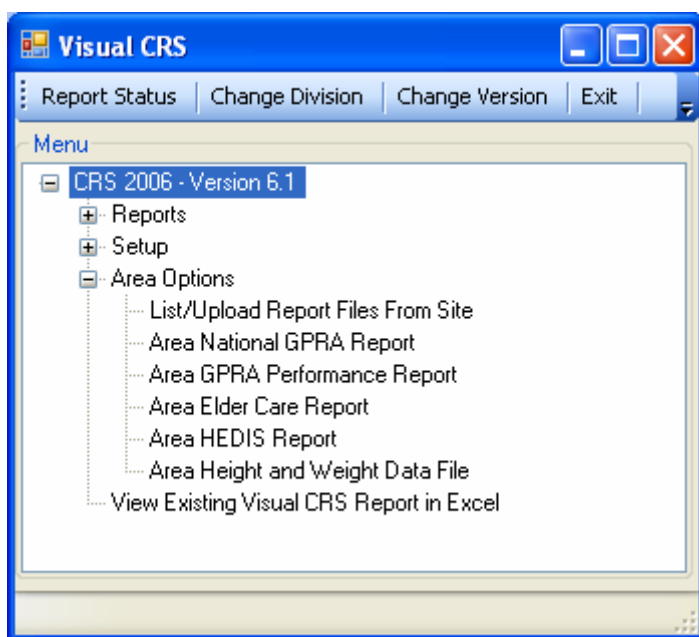 Visual CRS
Report Status Change Division Change Version Exit
Menu
CRS 2006 - Version 6.1
Reports
Setup
Area Options
List/Upload Report Files From Site
Area National GPRA Report
Area GPRA Performance Report
Area Elder Care Report
Area HEDIS Report
Area Height and Weight Data File
View Existing Visual CRS Report in Excel